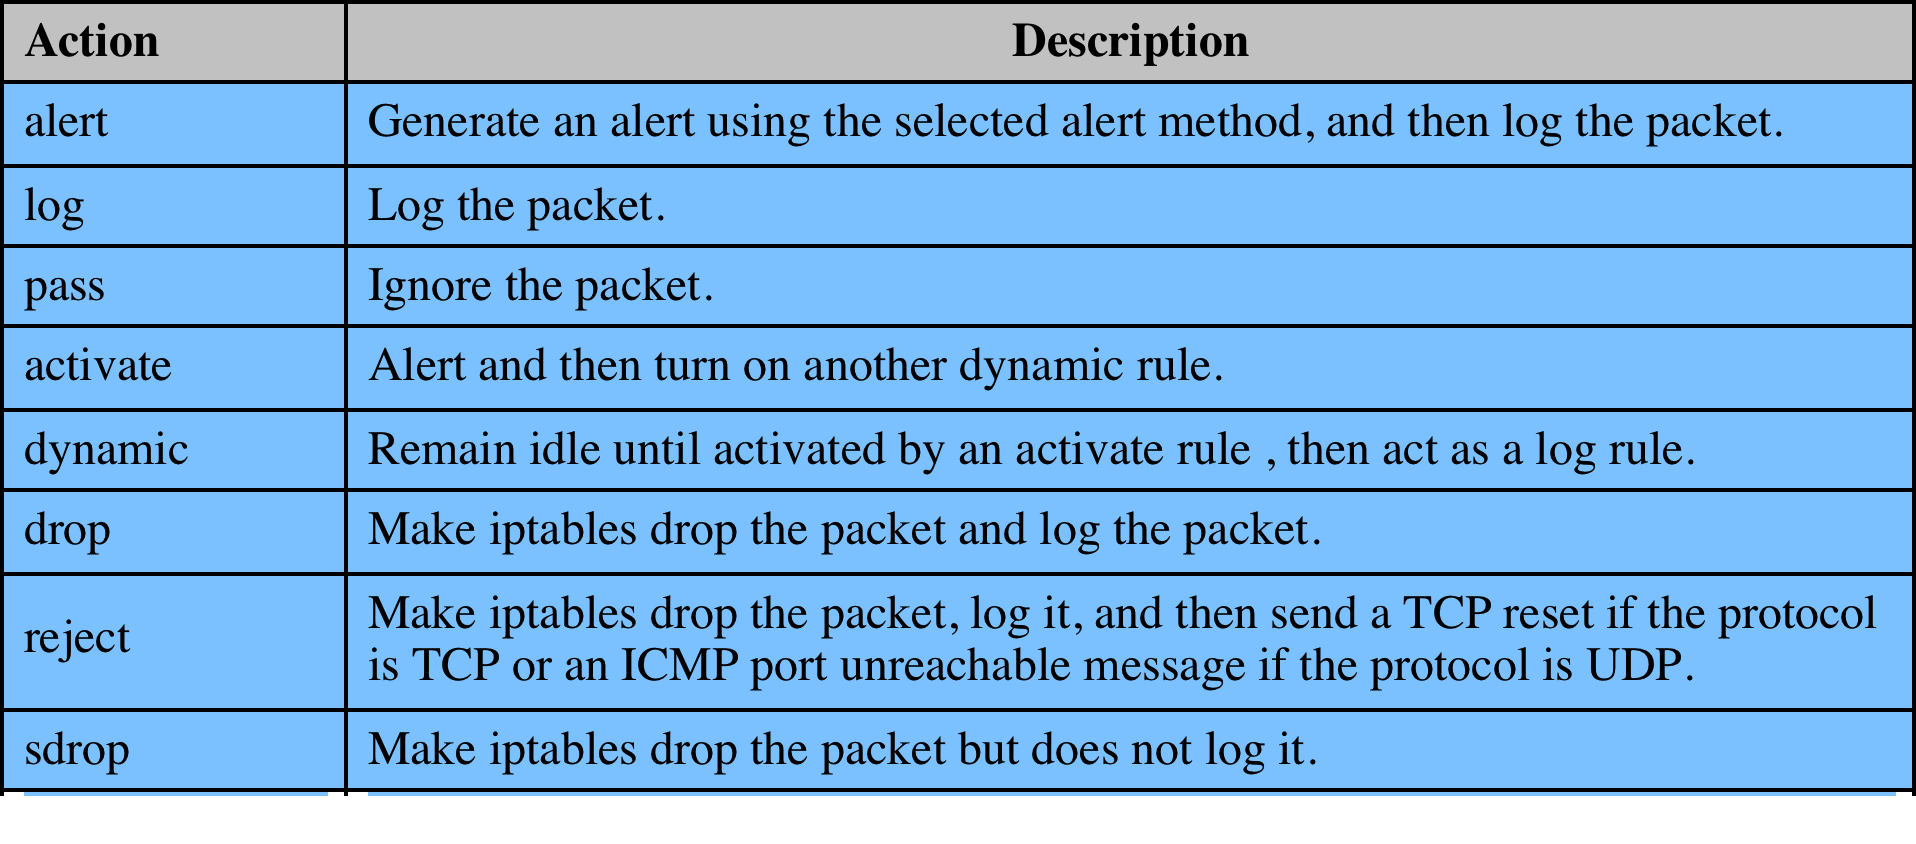 Action Description
alert Generate an alert using the selected alert method, and then log the packet.
log Log the packet.
pass Ignore the packet.
activate Alert and then turn on another dynamic rule.
dynamic Remain idle until activated by an activate rule , then act as a log rule.
drop Make iptables drop the packet and log the packet.
reject Make iptables drop the packet, log it, and then send a TCP reset if the protocol
is TCP or an ICMP port unreachable message if the protocol is UDP.
sdrop Make iptables drop the packet but does not log it.